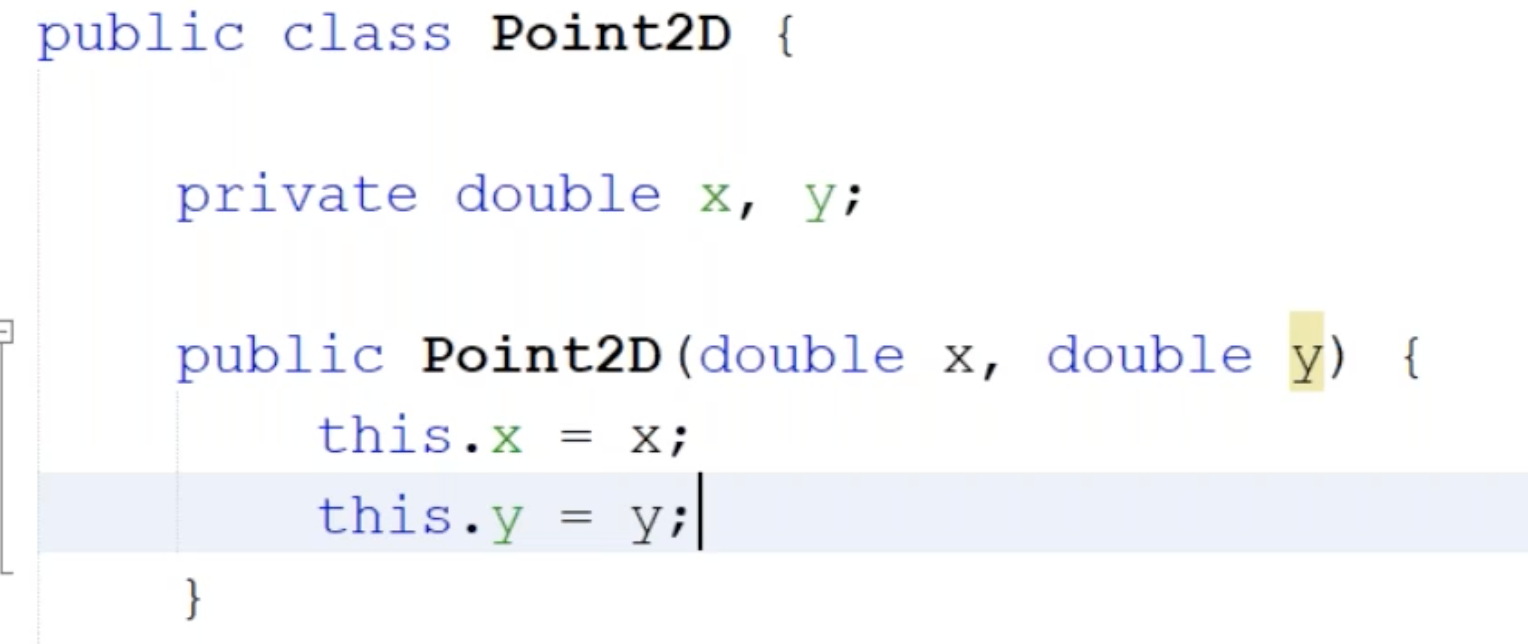 public class Point2D {
private double x, y;
public Point2D(double x, double y) {
this.x = x;
this.y = y;
}